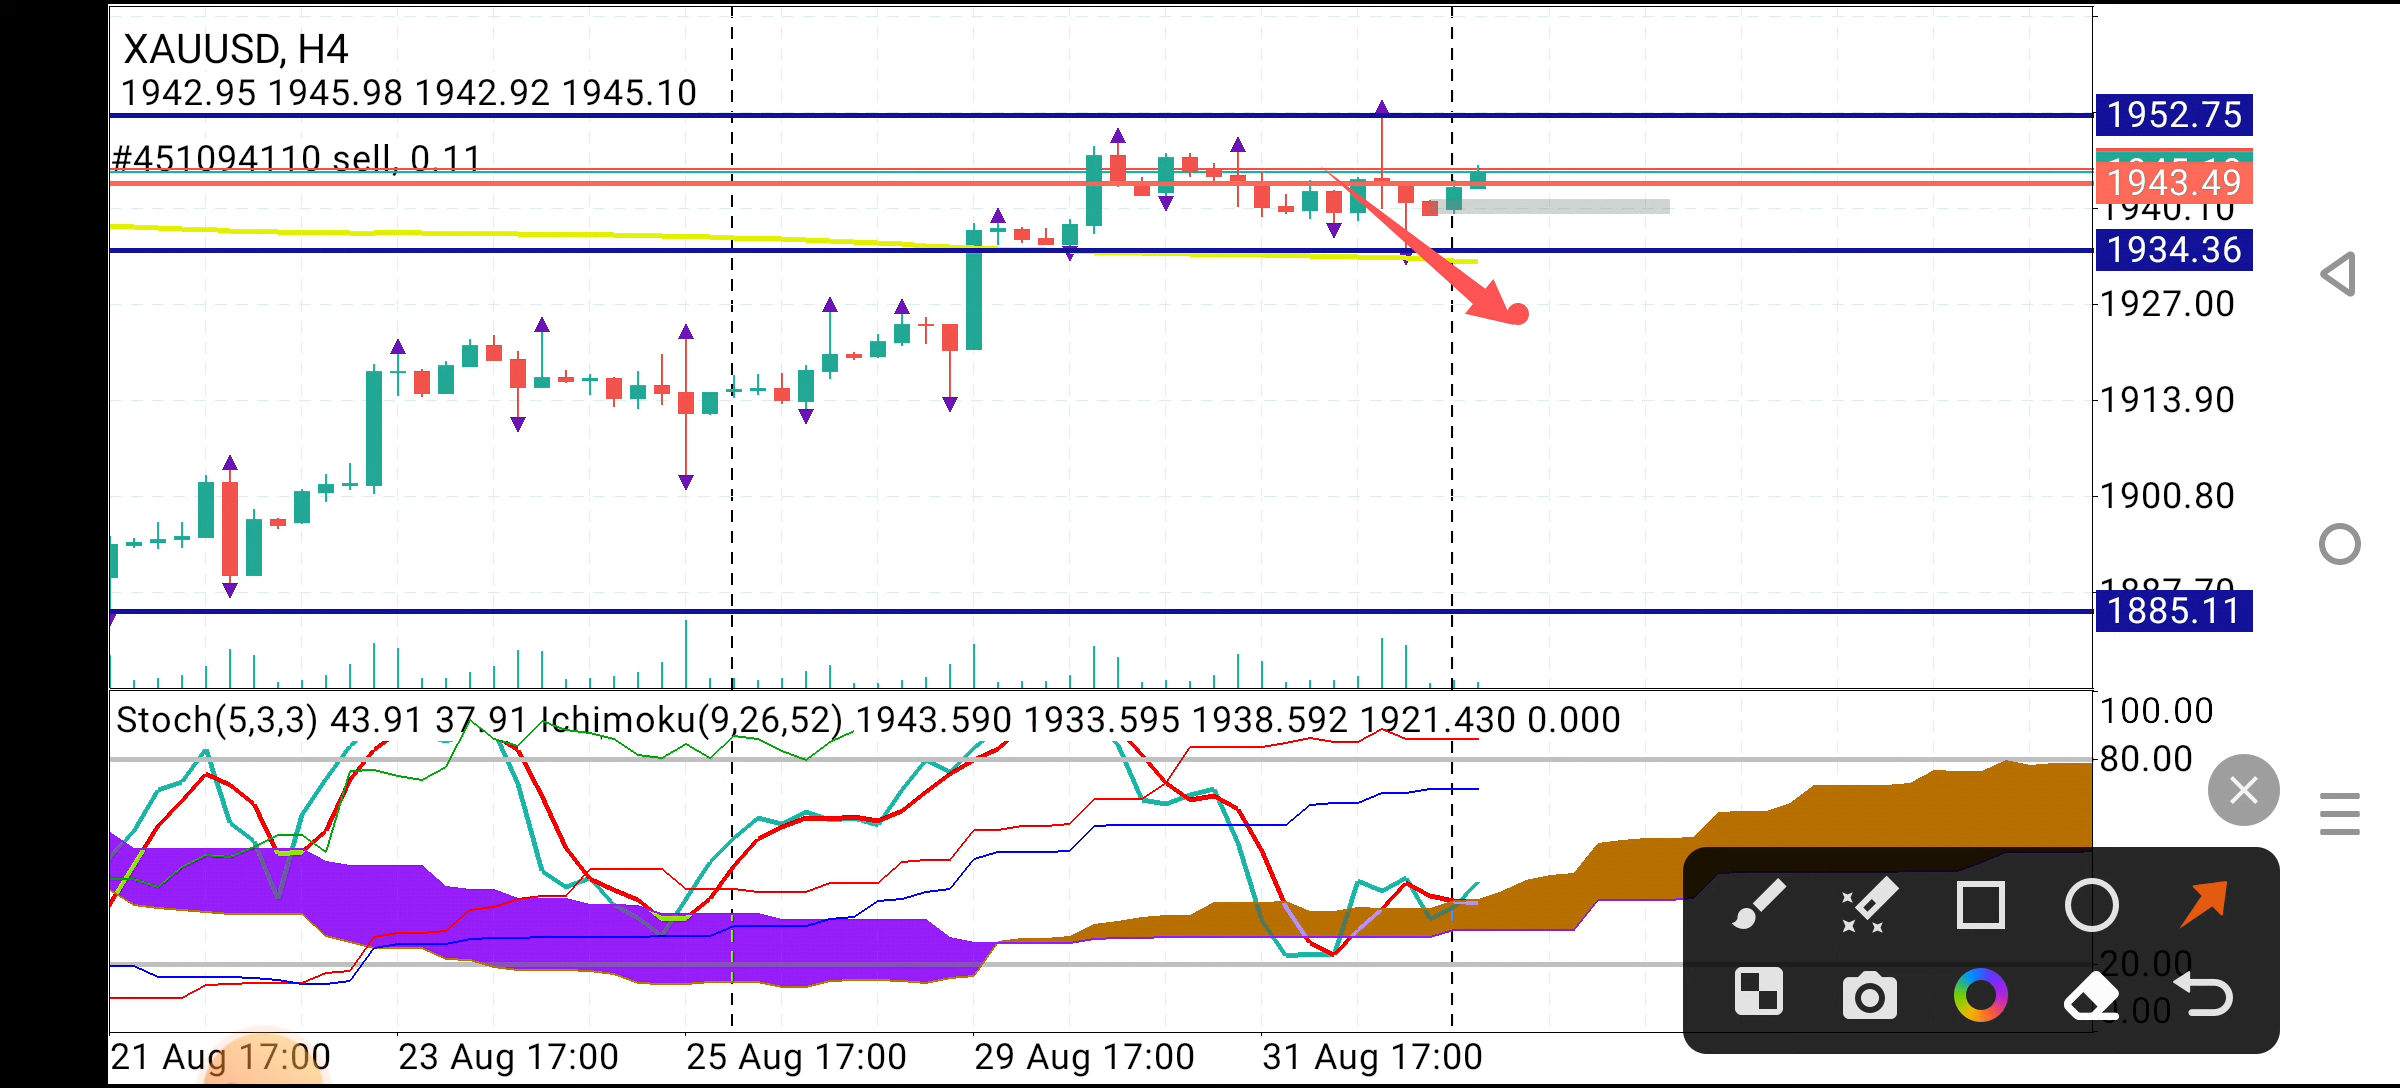 XAUUSD, H4
1942.95 1945.98 1942.92 1945.10
1952.75
#451094110 sell, 0.11
1943.49
1940.10
1934.36
1927.00
1913.90
1900.80
1887.70
1885.11
Stoch(5,3,3) 43.91 37.91 Ichimoku(9,26,52) 1943.590 1933.595 1938.592 1921.430 0.000
100.00
80.00
20.00
0.00
21 Aug 17:00 23 Aug 17:00 25 Aug 17:00 29 Aug 17:00 31 Aug 17:00